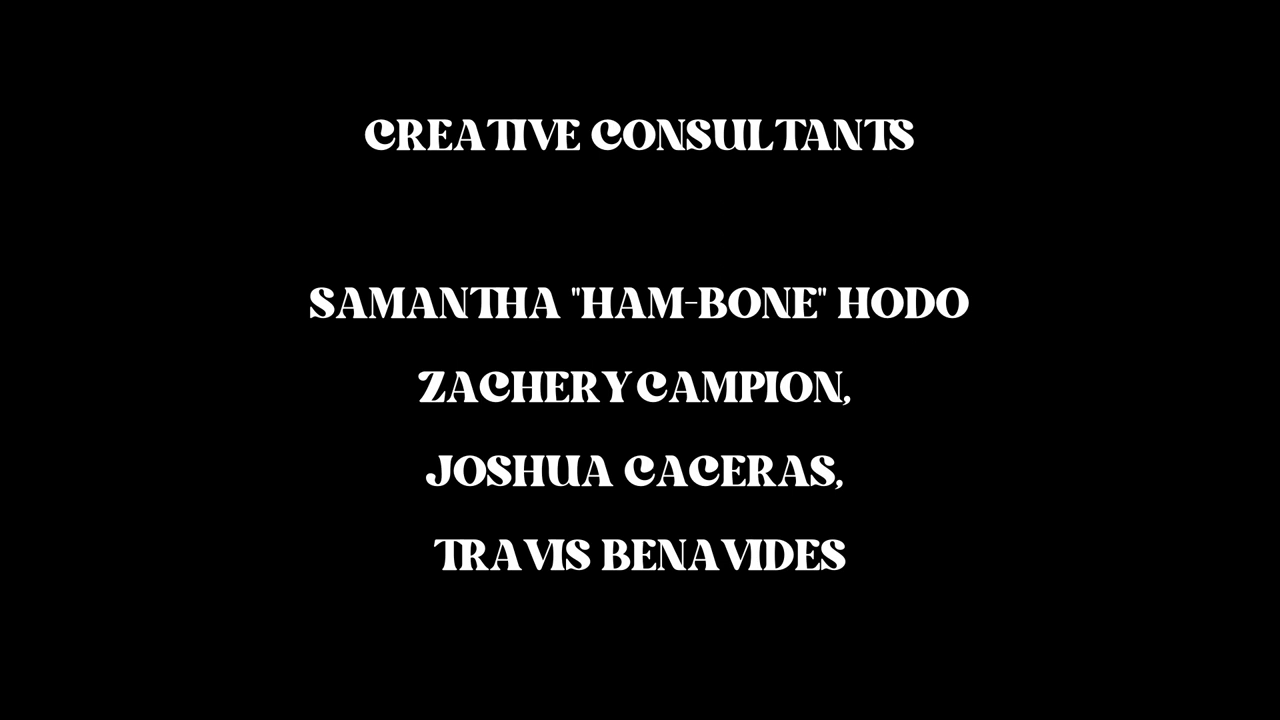 CREATIVE CONSULTANTS
SAMANTHA "HAM-BONE" HODO
ZACHERY CAMPION,
JOSHUA CACERAS,
TRAVIS BENAVIDES